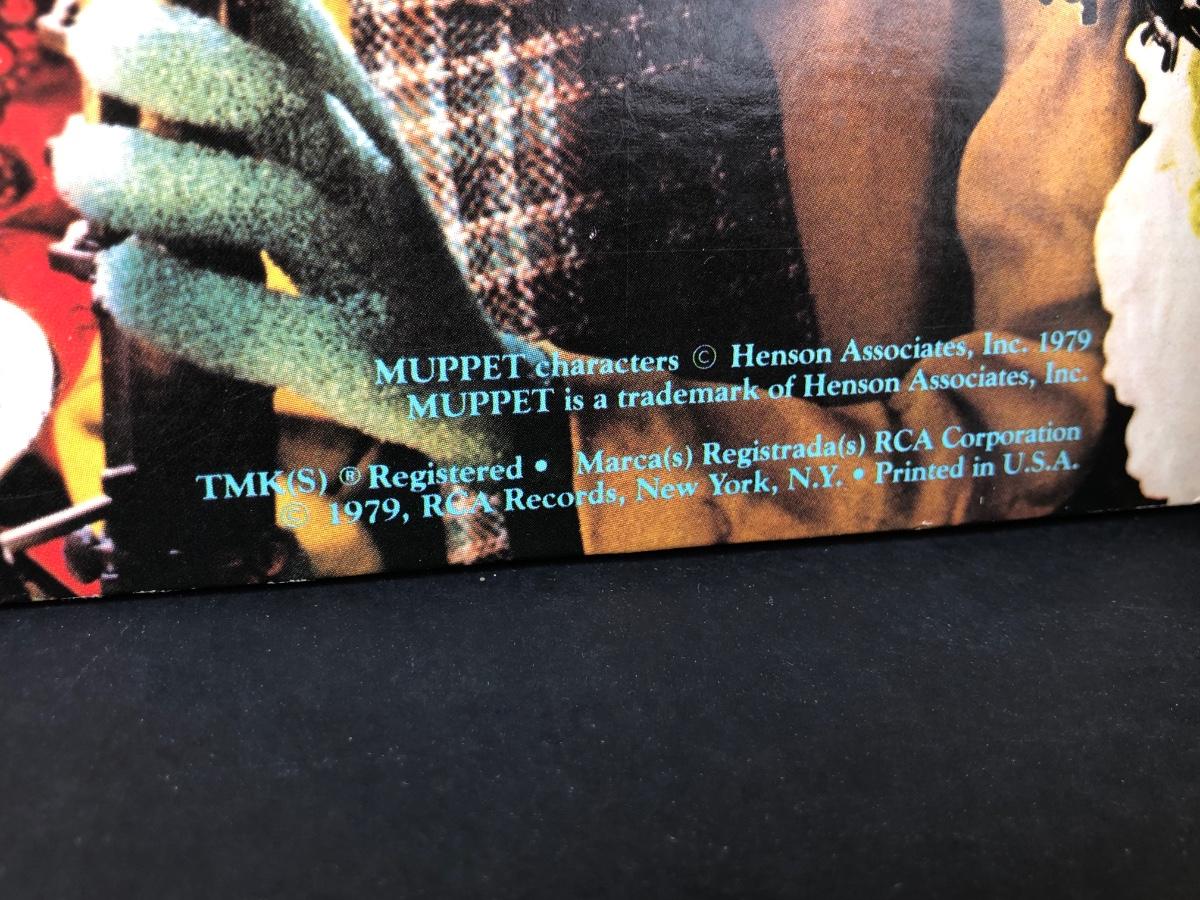 MUPPET characters © Henson Associates, Inc. 1979
MUPPET is a trademark of Henson Associates, Inc.
TMK(S) ® Registered • Marca(s) Registrada(s) RCA Corporation
© 1979, RCA Records, New York, N.Y. • Printed in U.S.A.